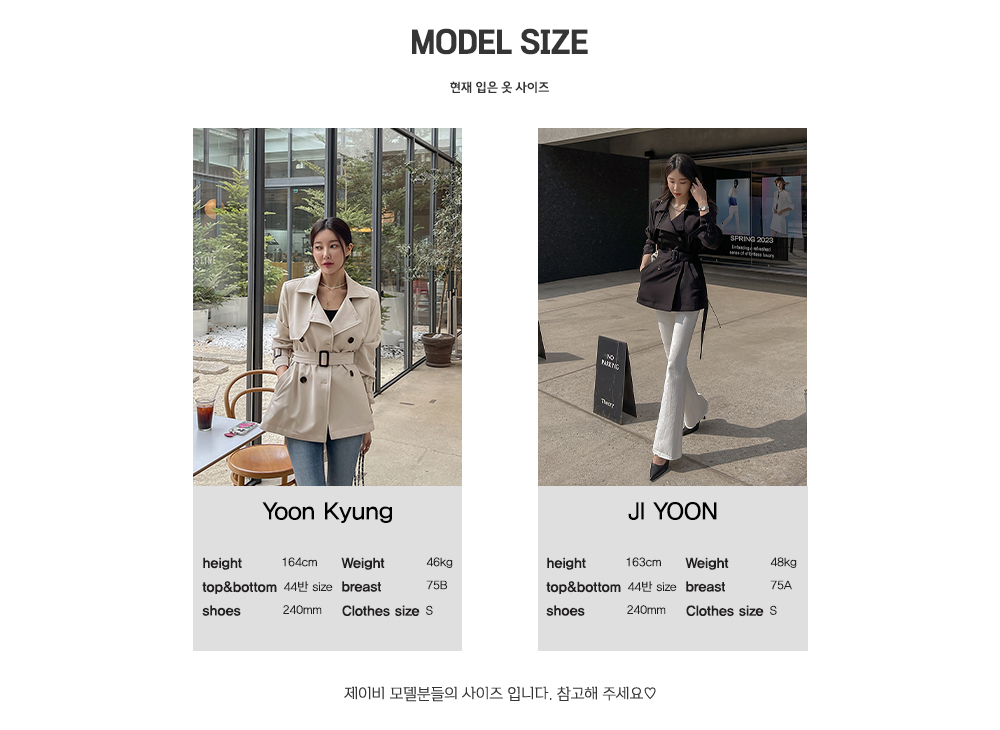 MODEL SIZE
현재 입은 옷 사이즈
SPRING 2023
NO
PARKING
Theory
Yoon Kyung
height 164cm Weight 46kg
top&bottom 44반 size breast 75B
shoes 240mm Clothes size S
JI YOON
height 163cm Weight 48kg
top&bottom 44반 size breast 75A
shoes 240mm Clothes size S
제이비 모델분들의 사이즈 입니다. 참고해 주세요♡